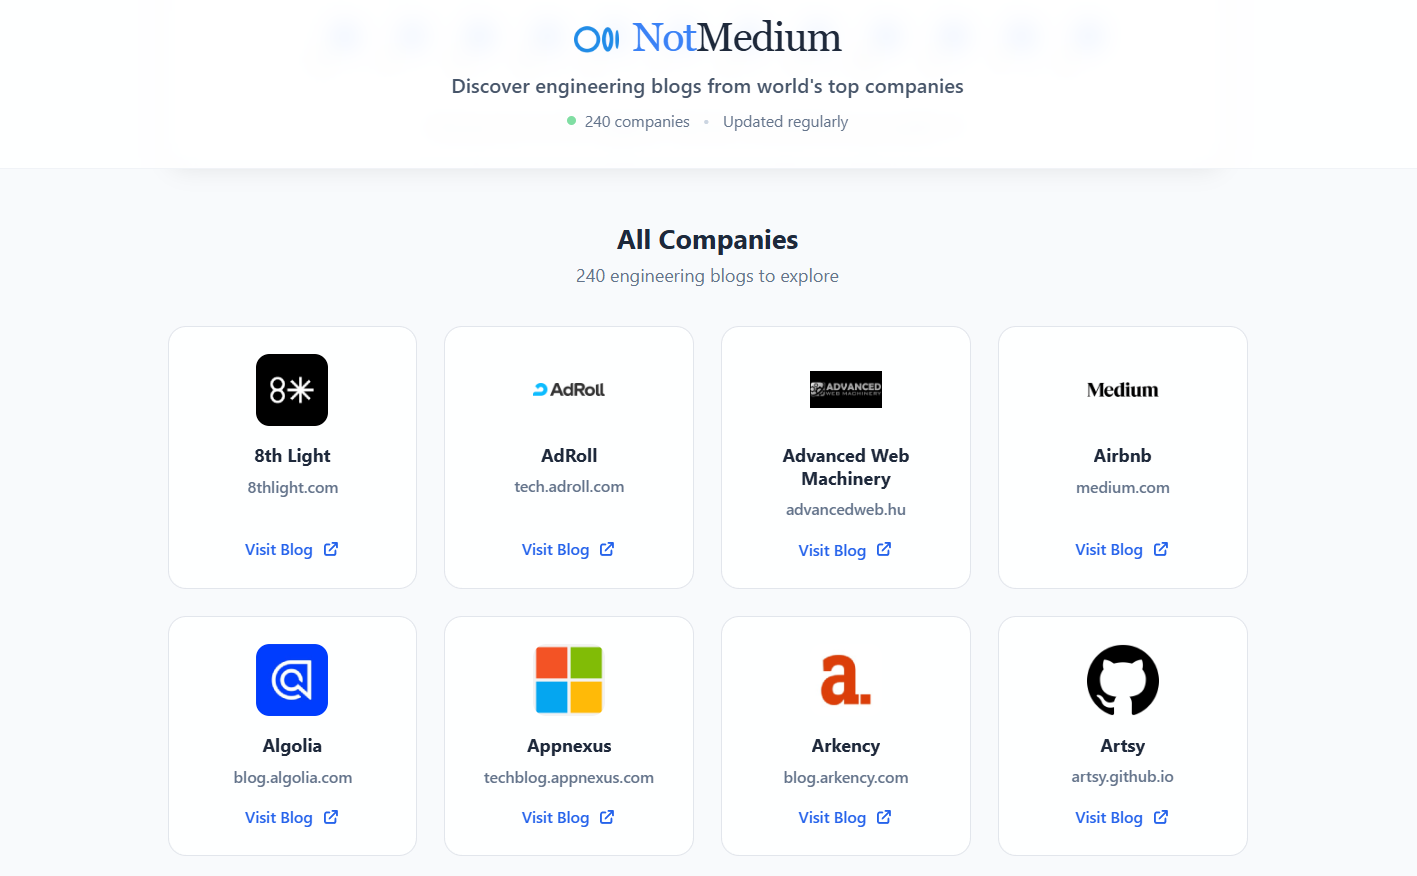 NotMedium
Discover engineering blogs from world's top companies
240 companies • Updated regularly
All Companies
240 engineering blogs to explore
8
AdRoll
ADVANCED
WEB MACHINERY
Medium
8th Light
AdRoll
Advanced Web
Machinery
Airbnb
8thlight.com
tech.adroll.com
advancedweb.hu
medium.com
Visit Blog
Visit Blog
Visit Blog
Visit Blog
a.
Algolia
Appnexus
Arkency
Artsy
blog.algolia.com
techblog.appnexus.com
blog.arkency.com
artsy.github.io
Visit Blog
Visit Blog
Visit Blog
Visit Blog